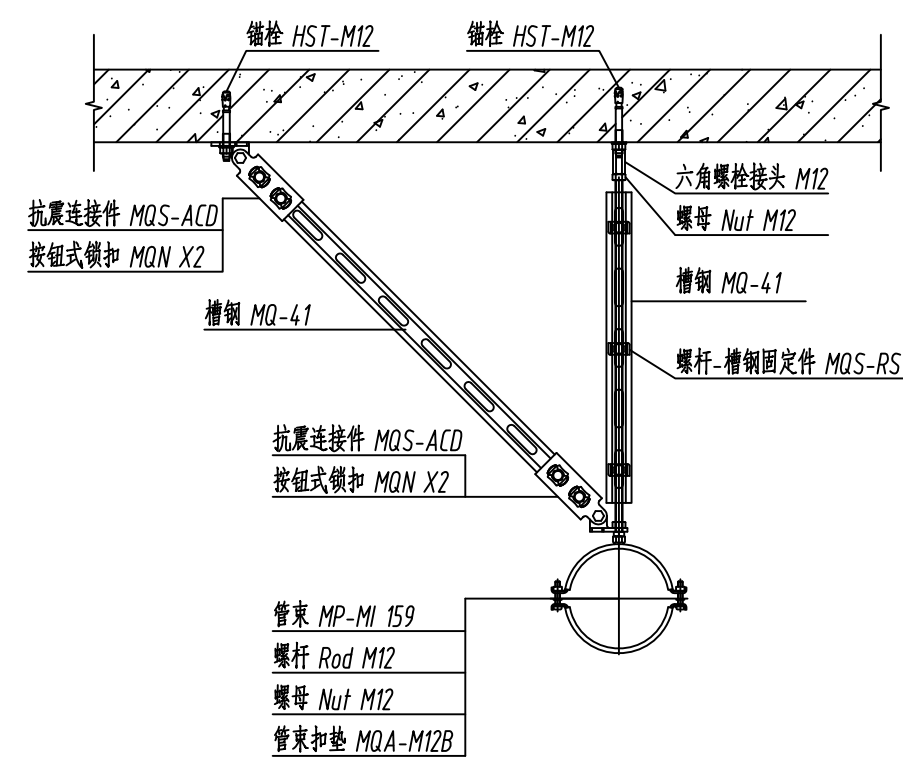 锚栓 HST-M12
锚栓 HST-M12
六角螺栓接头 M12
螺母 Nut M12
抗震连接件 MQS-ACD
按钮式锁扣 MQN X2
槽钢 MQ-41
槽钢 MQ-41
螺杆-槽钢固定件 MQS-RS
抗震连接件 MQS-ACD
按钮式锁扣 MQN X2
管束 MP-MI 159
螺杆 Rod M12
螺母 Nut M12
管束扣垫 MQA-M12B